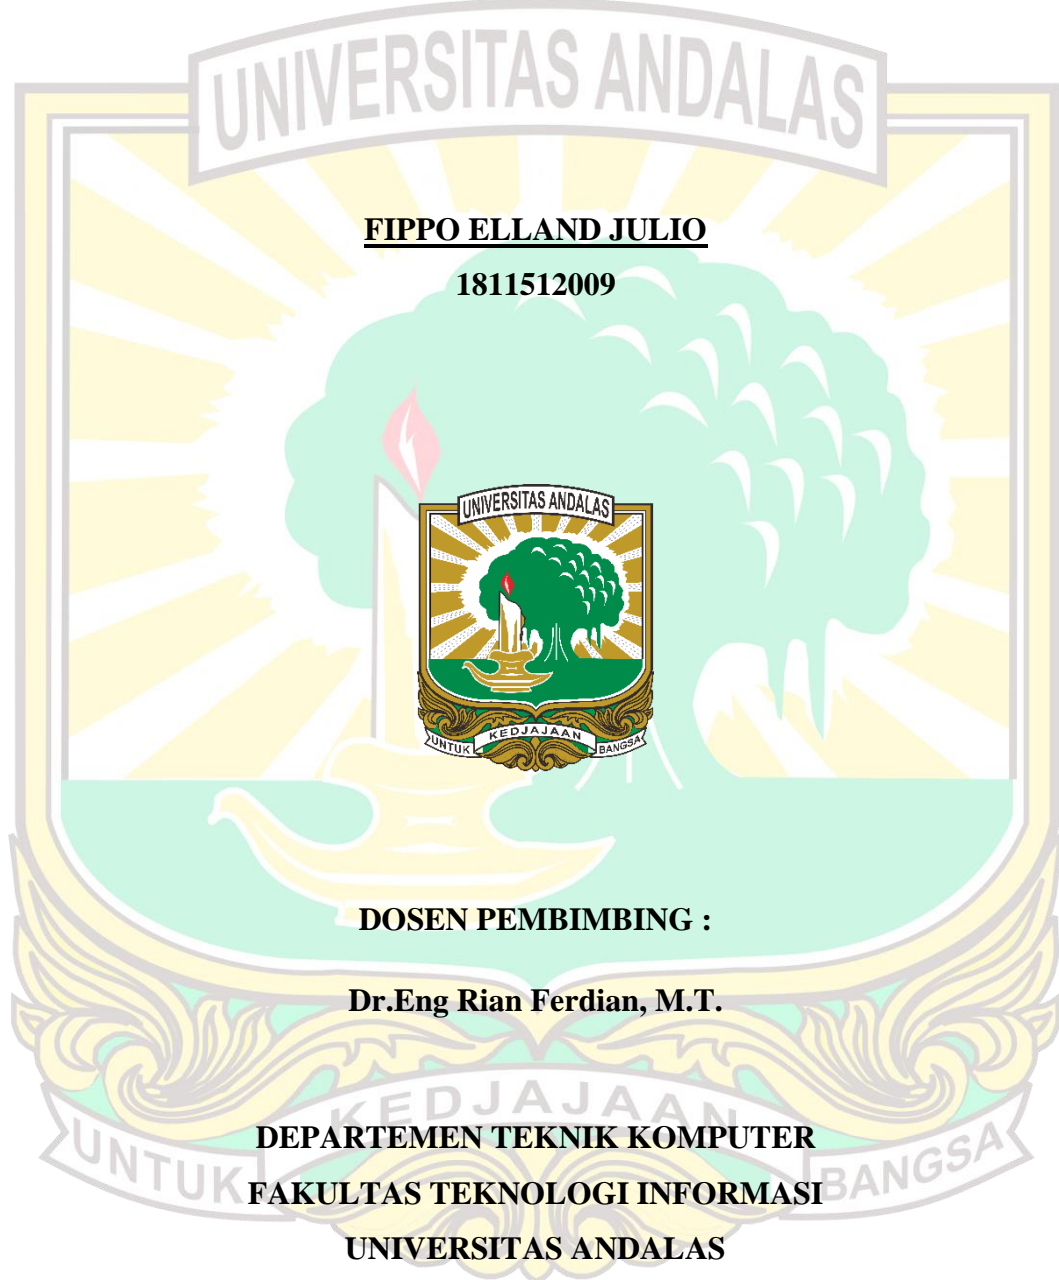 UNIVERSITAS ANDALAS
FIPPO ELLAND JULIO
1811512009
UNIVERSITAS ANDALAS
UNTUK KEDJAJAAN BANGSA
DOSEN PEMBIMBING :
Dr.Eng Rian Ferdian, M.T.
UNTUK KEDJAJAAN BANGSA
DEPARTEMEN TEKNIK KOMPUTER
FAKULTAS TEKNOLOGI INFORMASI
UNIVERSITAS ANDALAS